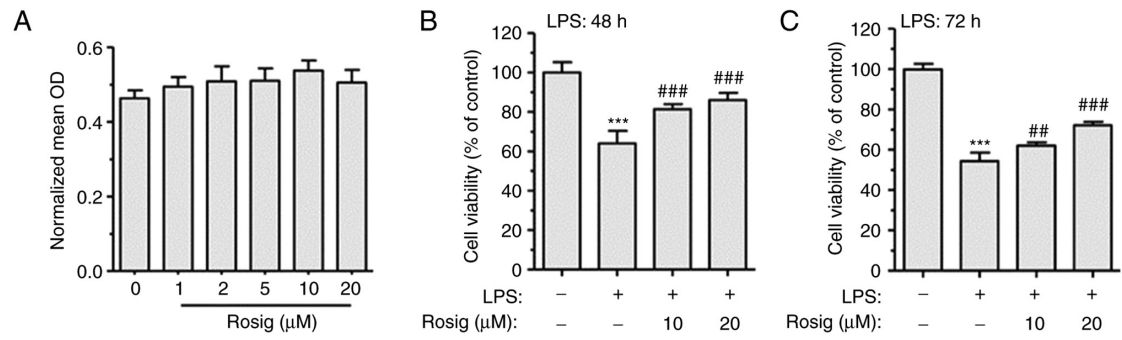 A
Normalized mean OD
0.6
0.4
0.2
0.0
0 1 2 5 10 20
Rosig (μM)
B
LPS: 48 h
Cell viability (% of control)
120
100
80
60
40
20
0
***
###
###
LPS: – + + +
Rosig (μM): – – 10 20
C
LPS: 72 h
Cell viability (% of control)
120
100
80
60
40
20
0
***
##
###
LPS: – + + +
Rosig (μM): – – 10 20